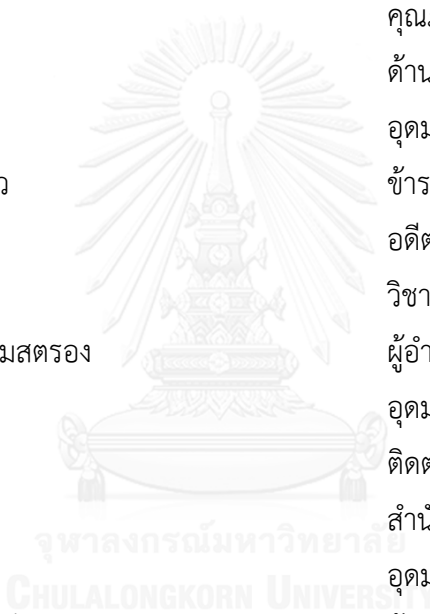 คุณ
ด้าน
อุดม
ว
ข้าร
อดีต
วิชา
มสตรอง
ผู้อำ
อุดม
ติดต
สำนั
จุฬาลงกรณ์มหาวิทยาลัย
อุดม
CHULALONGKORN UNIVERSITY